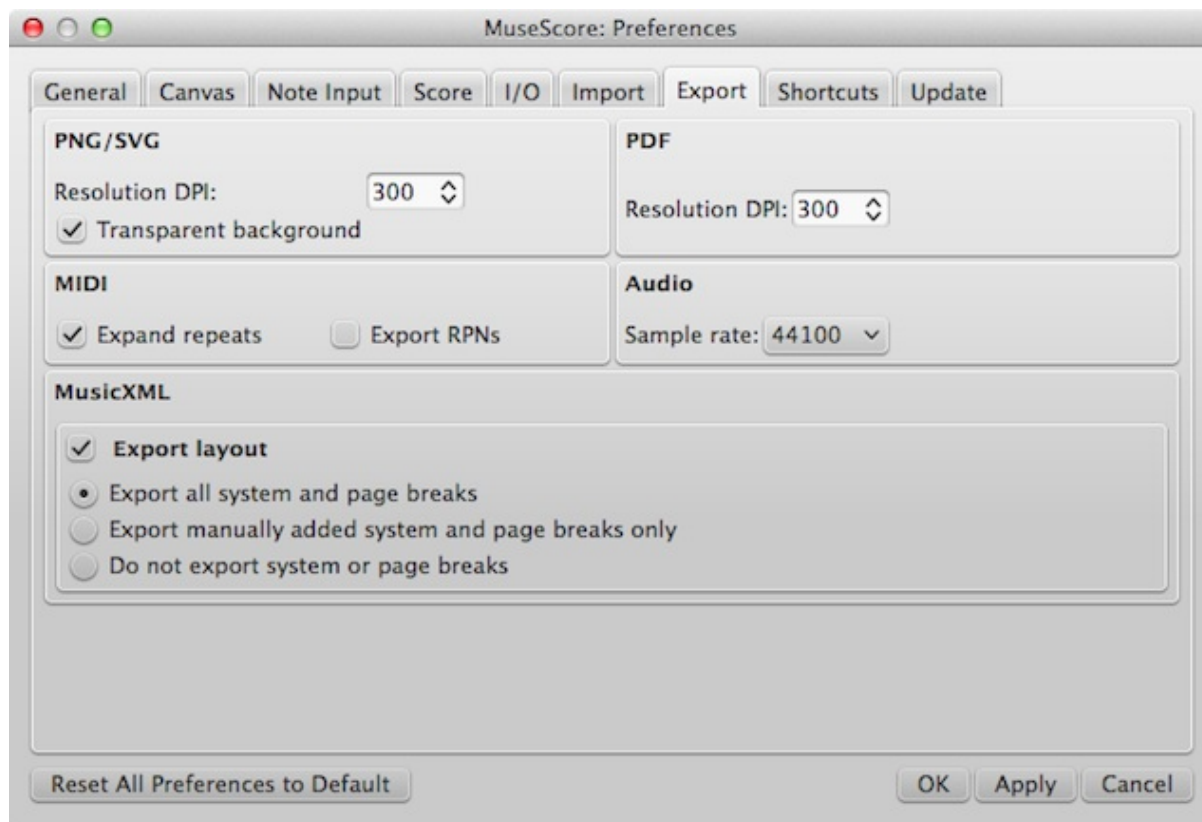 MuseScore: Preferences
General Canvas Note Input Score I/O Import Export Shortcuts Update
PNG/SVG
Resolution DPI: 300
Transparent background
PDF
Resolution DPI: 300
MIDI
Expand repeats Export RPNs
Audio
Sample rate: 44100
MusicXML
Export layout
Export all system and page breaks
Export manually added system and page breaks only
Do not export system or page breaks
Reset All Preferences to Default OK Apply Cancel